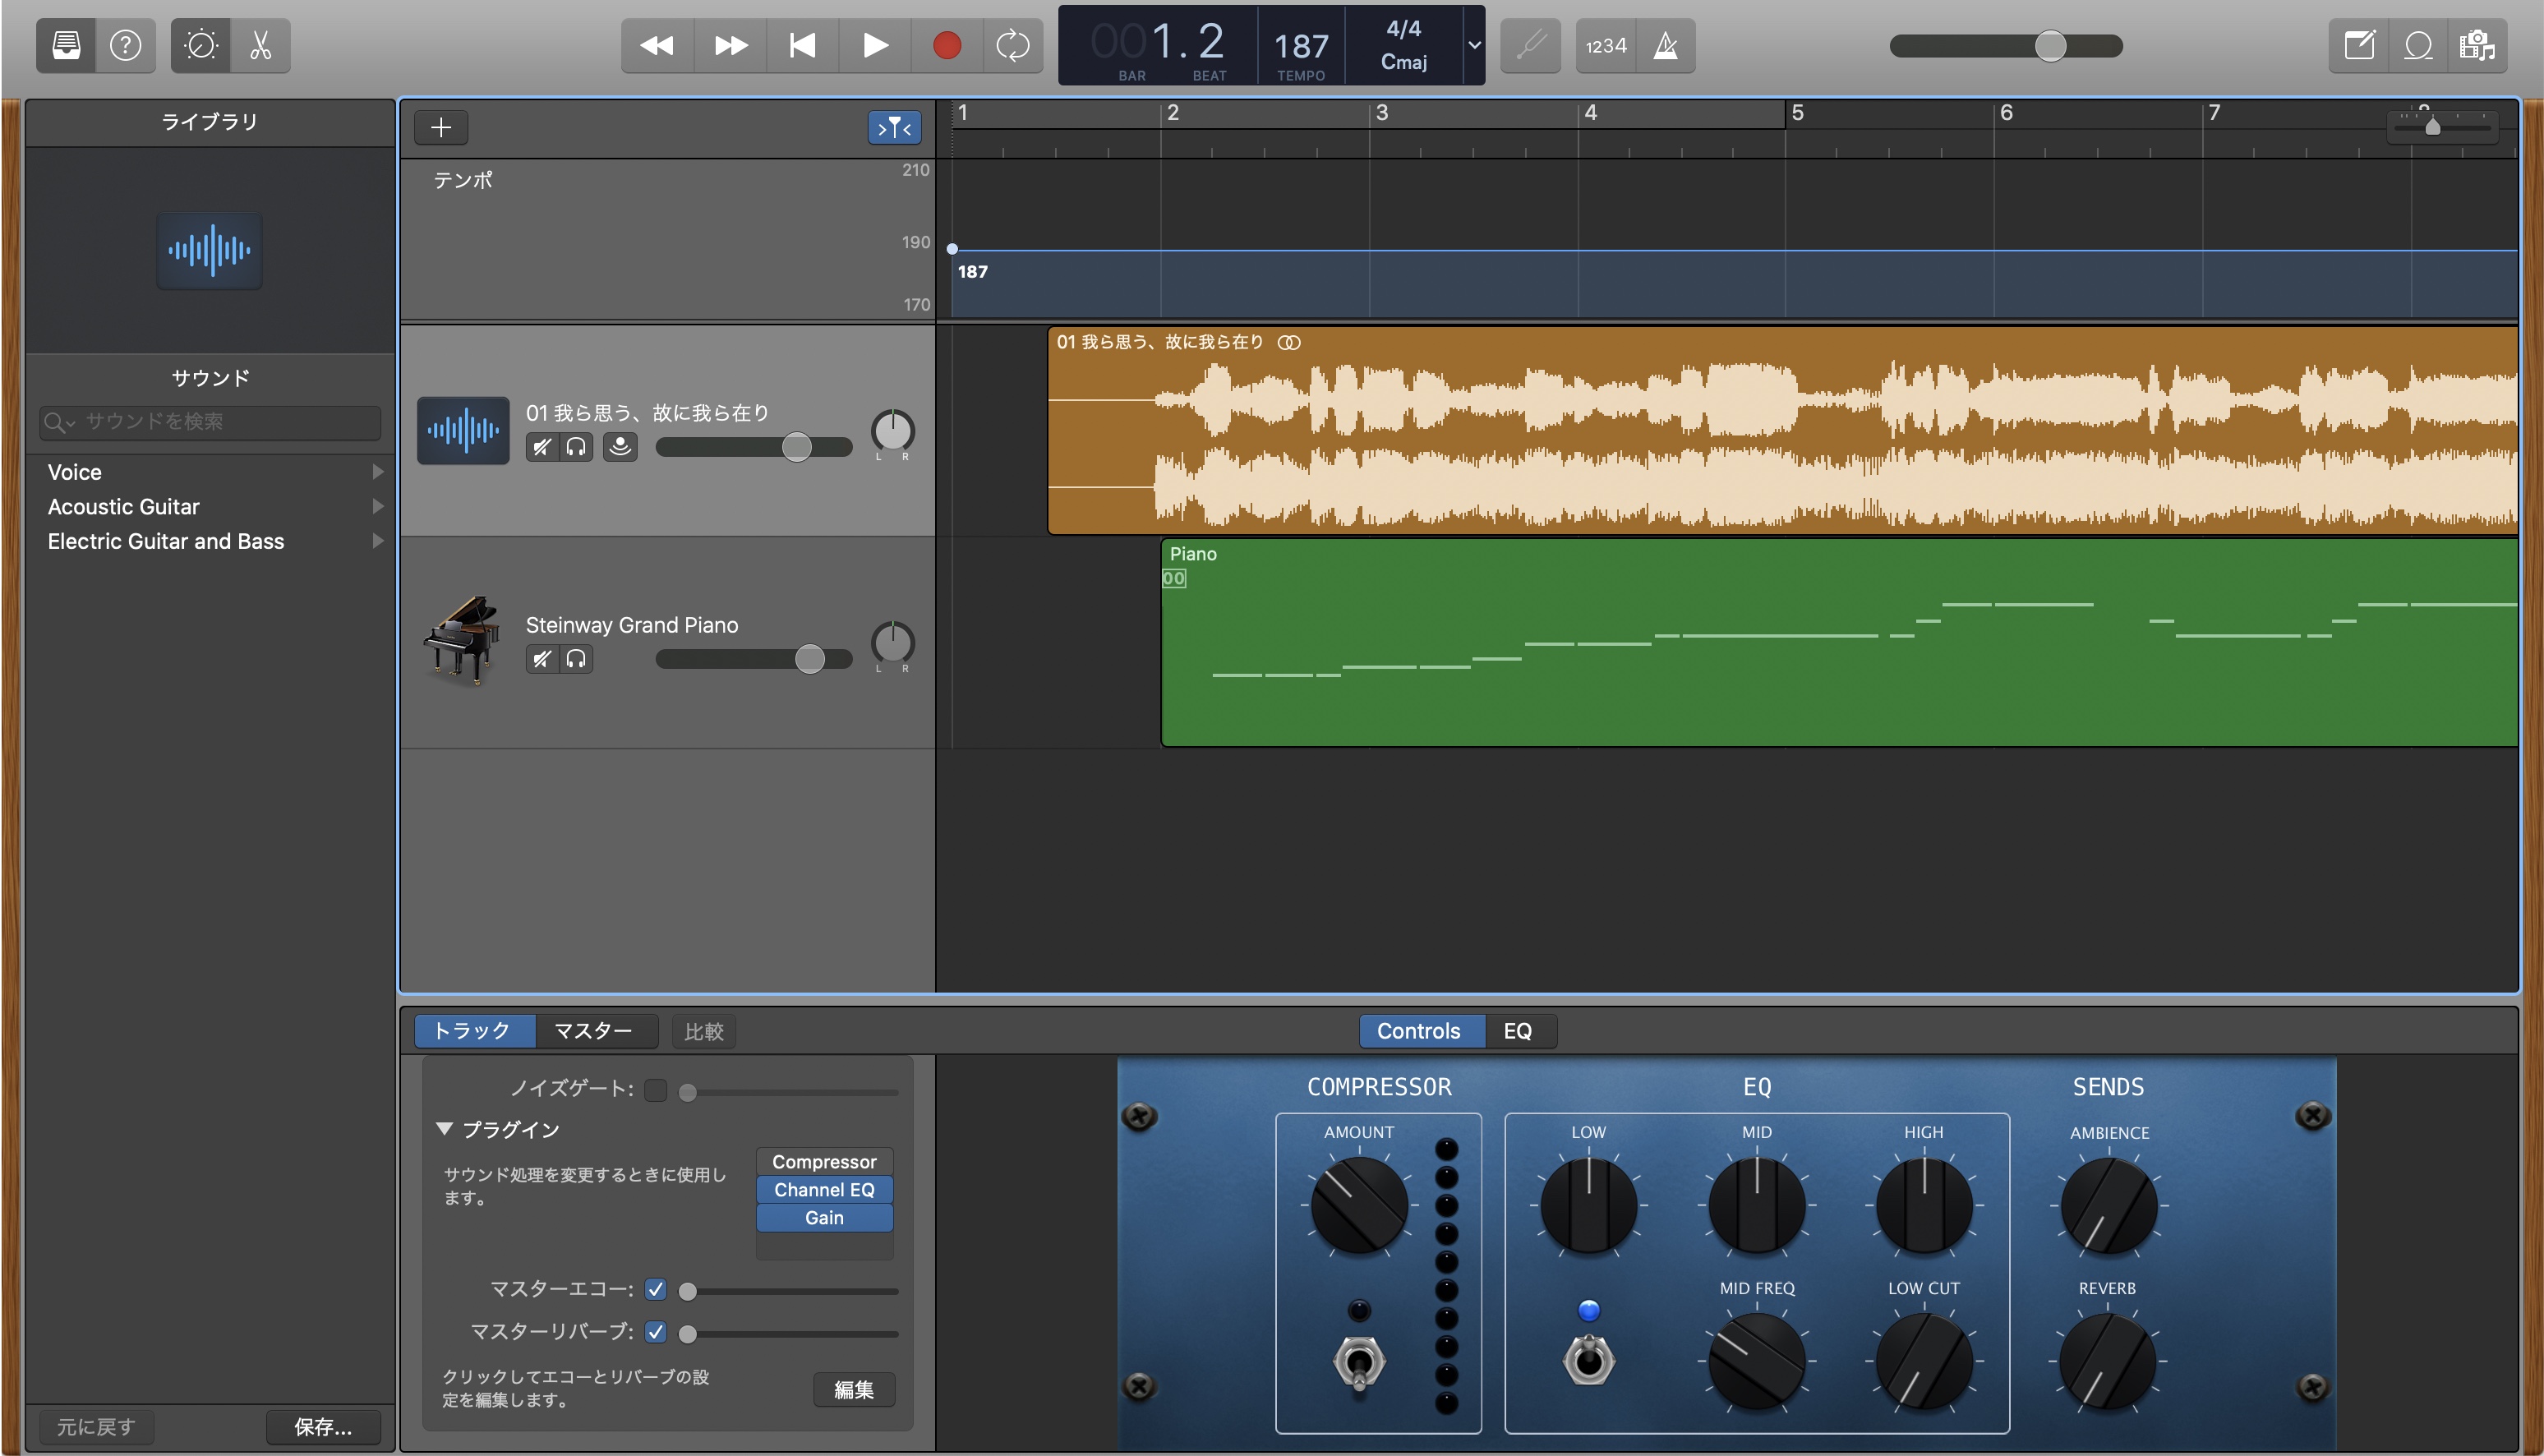 001. 2
BAR
BEAT
187
TEMPO
4/4
Cmaj
1234
ライブラリ
サウンド
サウンドを検索
Voice
Acoustic Guitar
Electric Guitar and Bass
元に戻す
保存...
1
2
3
4
5
6
7
テンポ
210
190
170
187
01 我ら思う、故に我ら在り
L
R
01 我ら思う、故に我ら在り
Steinway Grand Piano
L
R
Piano
00
トラック
マスター
比較
Controls
EQ
ノイズゲート:
プラグイン
サウンド処理を変更するときに使用し
ます。
Compressor
Channel EQ
Gain
マスターエコー:
マスターリバーブ:
クリックしてエコーとリバーブの設
定を編集します。
編集
COMPRESSOR
AMOUNT
EQ
LOW
MID
HIGH
MID FREQ
LOW CUT
SENDS
AMBIENCE
REVERB